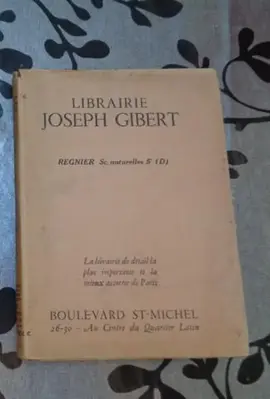 LIBRAIRIE
JOSEPH GIBERT
REGNIER Sc. naturelles 5e (D)
La librairie de détail la
plus importante et la
mieux assortie de Paris
BOULEVARD ST-MICHEL
26-30 - Au Centre du Quartier Latin